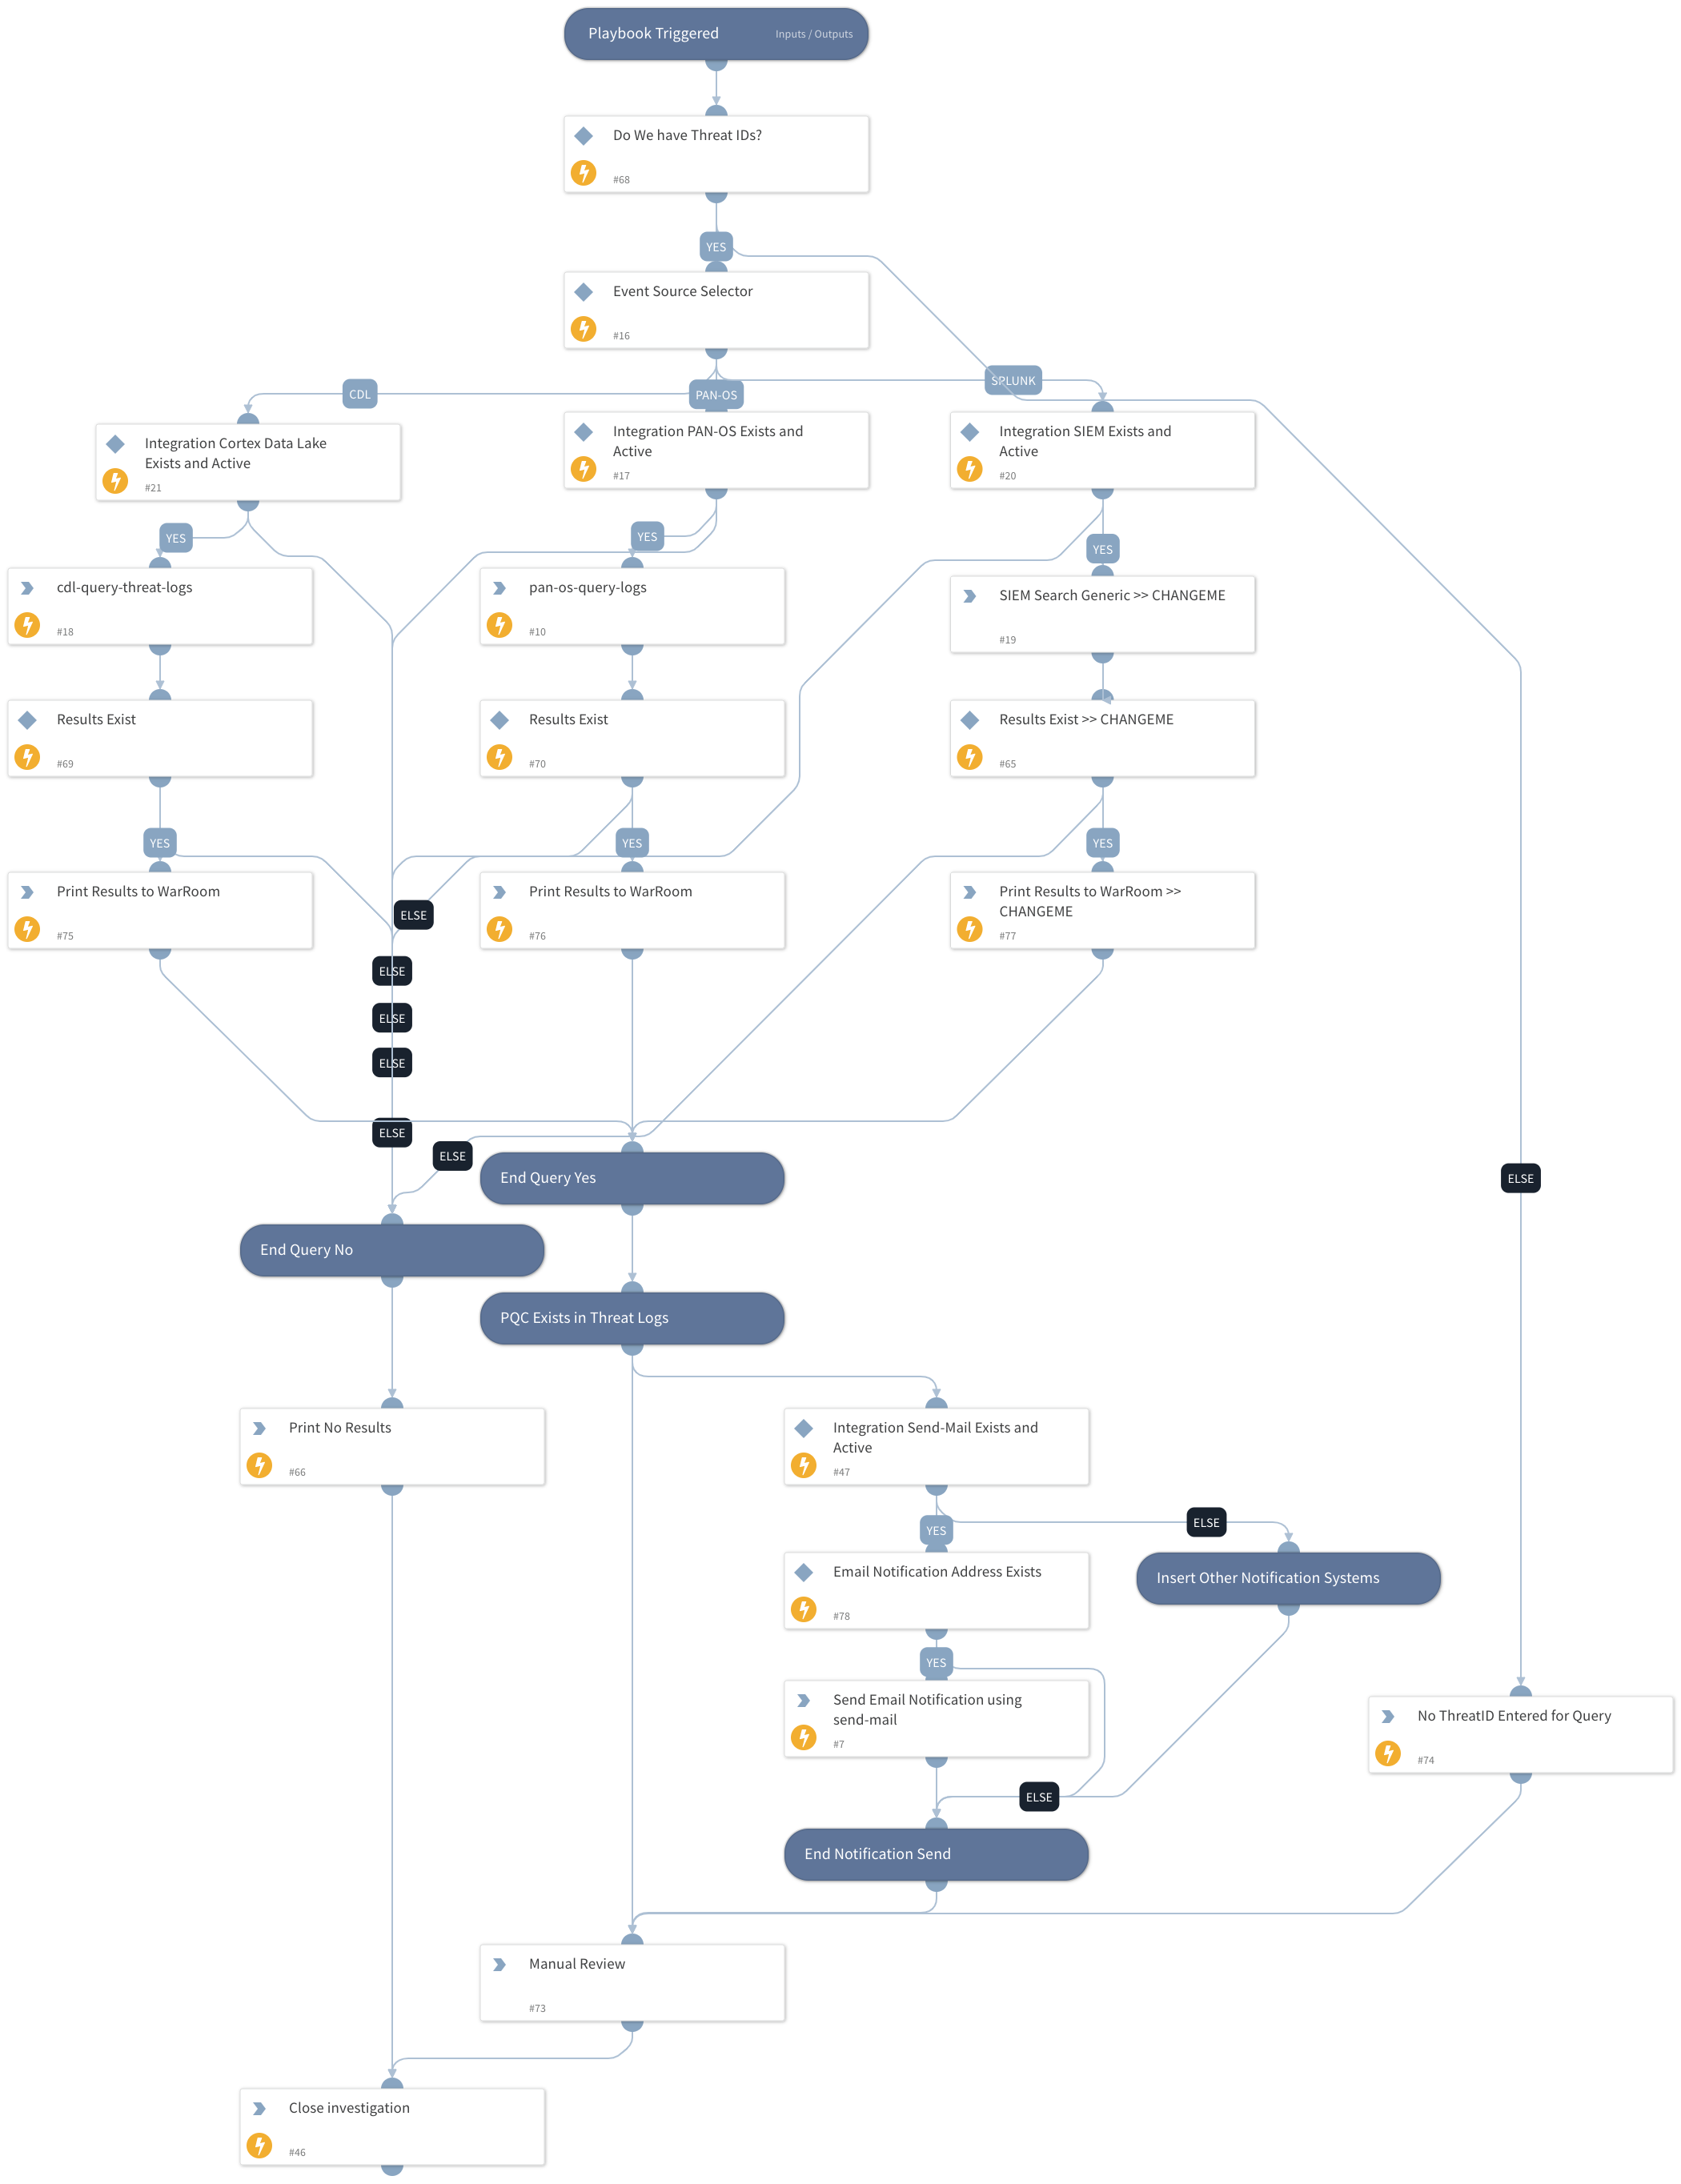 Playbook Triggered
Inputs / Outputs
Do We have Threat IDs?
#68
YES
Event Source Selector
#16
CDL
PAN-OS
SPLUNK
Integration Cortex Data Lake
Exists and Active
#21
Integration PAN-OS Exists and
Active
#17
Integration SIEM Exists and
Active
#20
YES
YES
YES
cdl-query-threat-logs
#18
pan-os-query-logs
#10
SIEM Search Generic >> CHANGEME
#19
Results Exist
#69
Results Exist
#70
Results Exist >> CHANGEME
#65
YES
YES
YES
Print Results to WarRoom
#75
Print Results to WarRoom
#76
Print Results to WarRoom >>
CHANGEME
#77
ELSE
ELSE
ELSE
ELSE
ELSE
ELSE
ELSE
End Query Yes
End Query No
PQC Exists in Threat Logs
Print No Results
#66
Integration Send-Mail Exists and
Active
#47
YES
ELSE
Email Notification Address Exists
#78
Insert Other Notification Systems
YES
Send Email Notification using
send-mail
#7
No ThreatID Entered for Query
#74
ELSE
End Notification Send
Manual Review
#73
Close investigation
#46